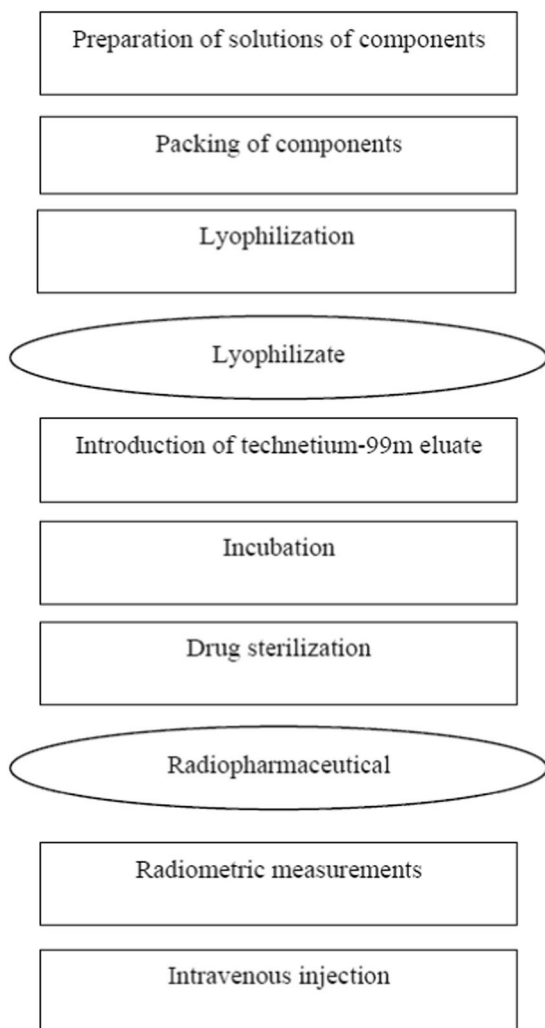 Preparation of solutions of components
Packing of components
Lyophilization
Lyophilizate
Introduction of technetium-99m eluate
Incubation
Drug sterilization
Radiopharmaceutical
Radiometric measurements
Intravenous injection